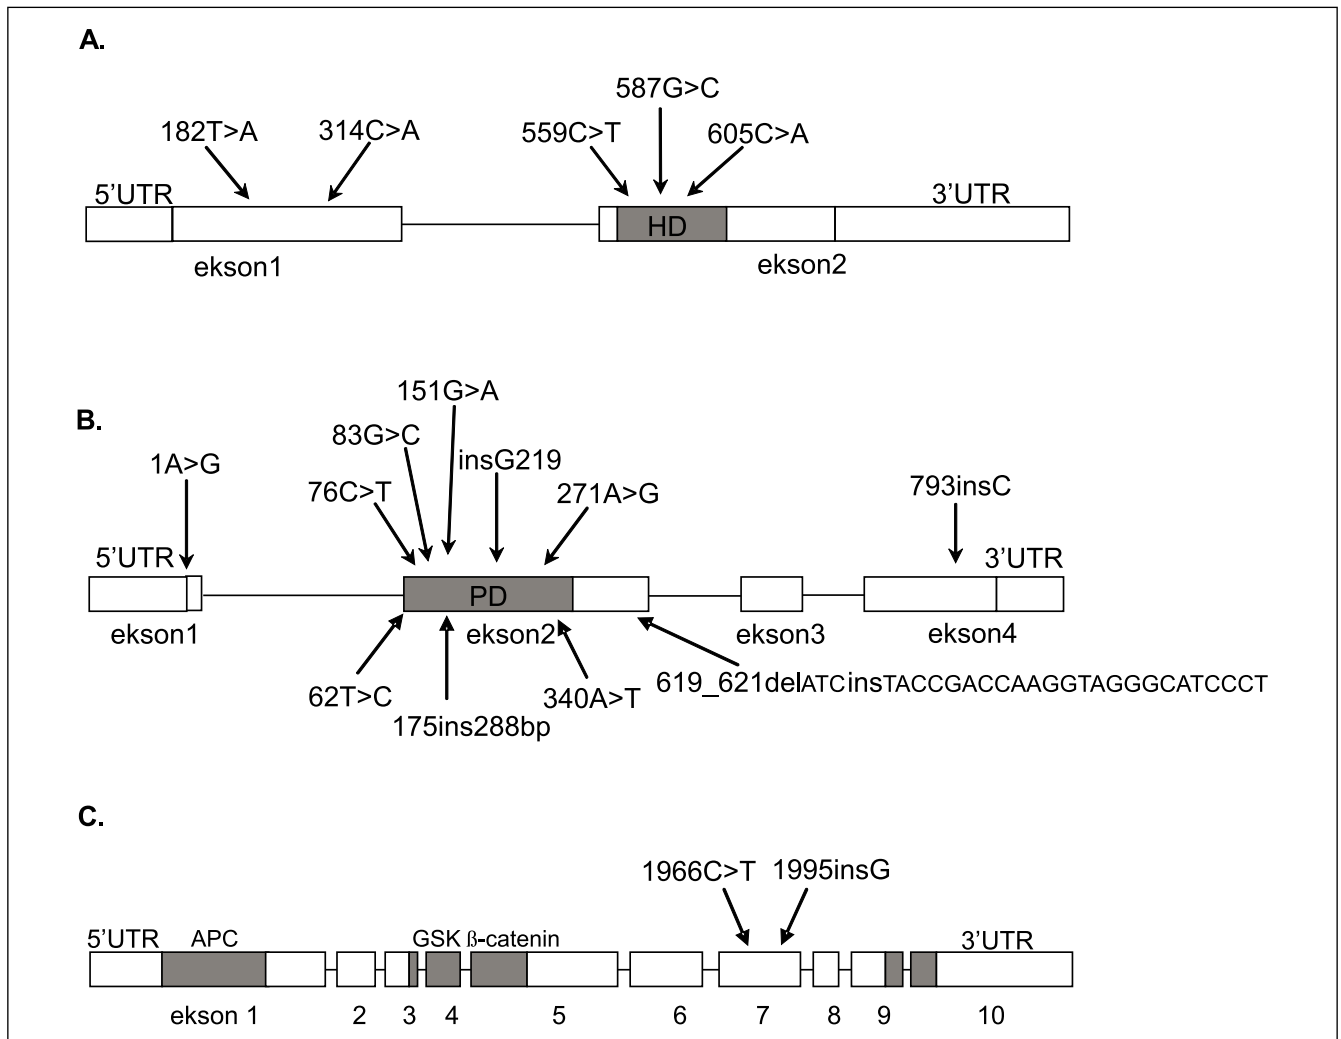 A.
587G>C
182T>A 314C>A 559C>T 605C>A
5’UTR 3’UTR
HD
ekson1 ekson2
151G>A
B.
83G>C
1A>G insG219
76C>T 271A>G 793insC
5’UTR 3’UTR
PD
ekson1 ekson2 ekson3 ekson4
62T>C 340A>T 619_621delATCinsTACCGACCAAGGTAGGGCATCCCT
175ins288bp
C.
1966C>T 1995insG
5’UTR APC GSK ß-catenin 3’UTR
ekson 1 2 3 4 5 6 7 8 9 10